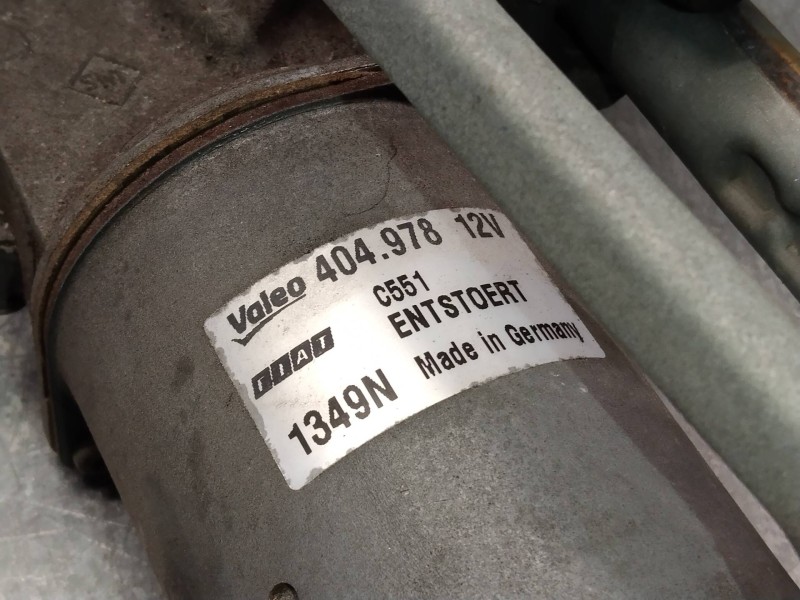 Valeo 404.978 12V
C551
FIAT ENTSTOERT
1349N Made in Germany